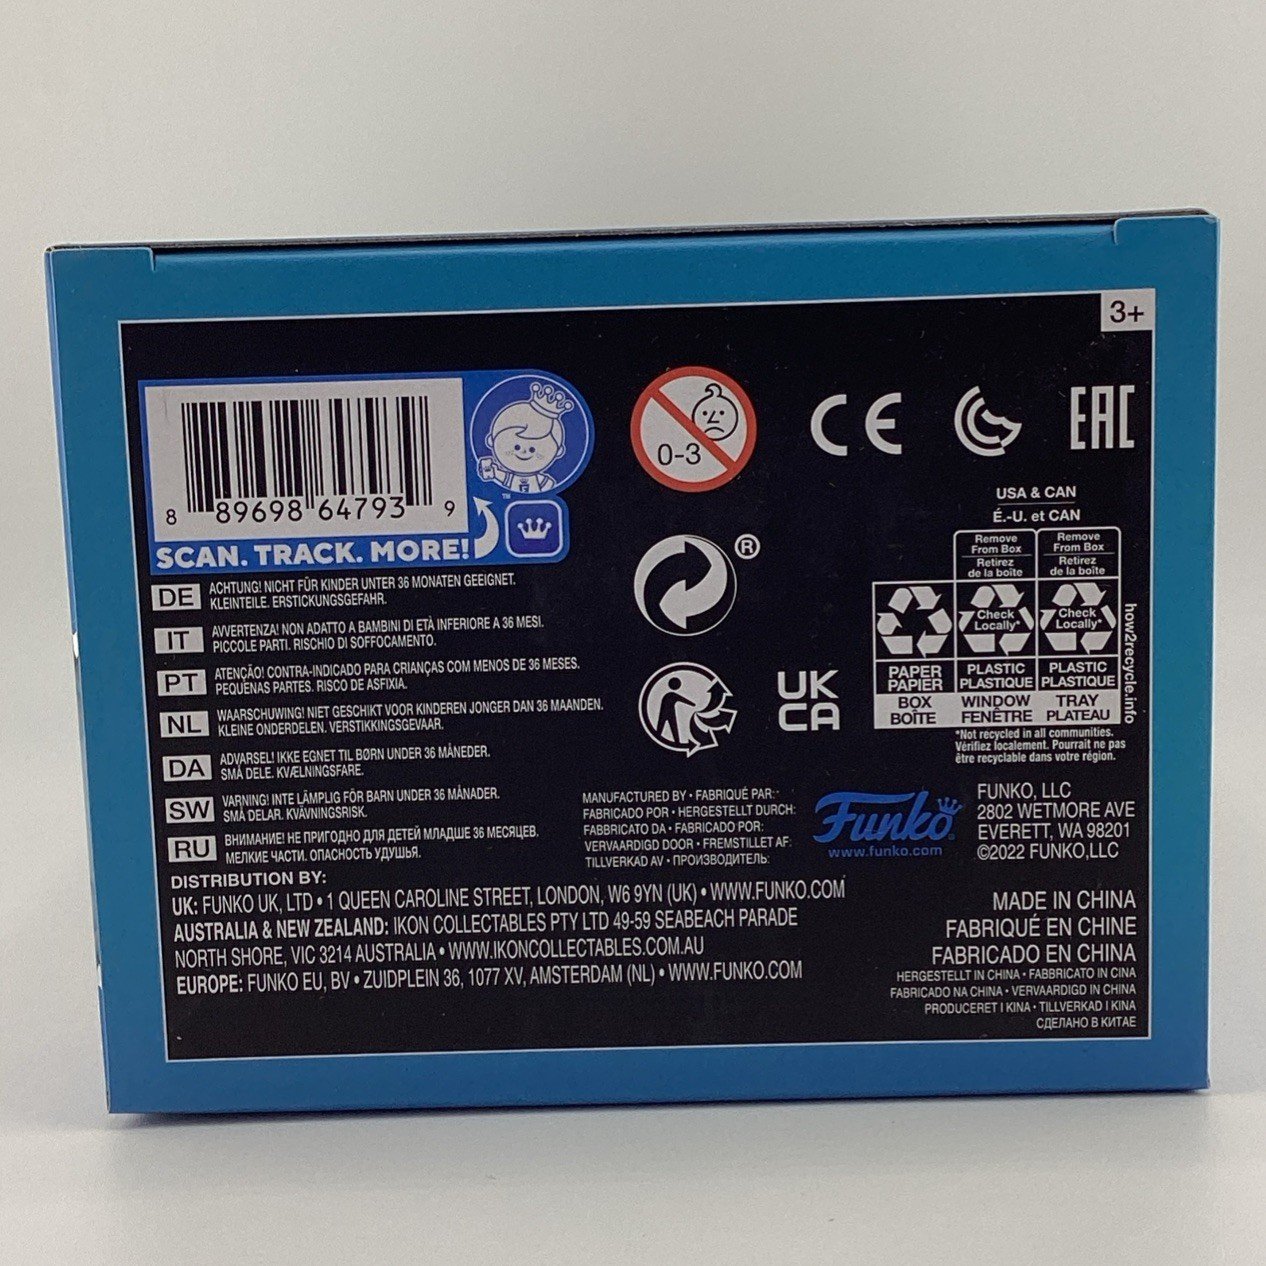 3+
8 89698 64793 9
SCAN. TRACK. MORE!
TM
0-3
CE
EAC
®
UK
CA
USA & CAN
É.-U. et CAN
Remove
From Box
Retirez
de la boîte
Remove
From Box
Retirez
de la boîte
Check
Locally*
Check
Locally*
PAPER
PAPIER
PLASTIC
PLASTIQUE
PLASTIC
PLASTIQUE
BOX
BOÎTE
WINDOW
FENÊTRE
TRAY
PLATEAU
how2recycle.info
*Not recycled in all communities.
Vérifiez localement. Pourrait ne pas
être recyclable dans votre région.
DE ACHTUNG! NICHT FÜR KINDER UNTER 36 MONATEN GEEIGNET.
KLEINTEILE. ERSTICKUNGSGEFAHR.
IT AVVERTENZA! NON ADATTO A BAMBINI DI ETÀ INFERIORE A 36 MESI.
PICCOLE PARTI. RISCHIO DI SOFFOCAMENTO.
PT ATENÇÃO! CONTRA-INDICADO PARA CRIANÇAS COM MENOS DE 36 MESES.
PEQUENAS PARTES. RISCO DE ASFIXIA.
NL WAARSCHUWING! NIET GESCHIKT VOOR KINDEREN JONGER DAN 36 MAANDEN.
KLEINE ONDERDELEN. VERSTIKKINGSGEVAAR.
DA ADVARSEL! IKKE EGNET TIL BØRN UNDER 36 MÅNEDER.
SMÅ DELE. KVÆLNINGSFARE.
SW VARNING! INTE LÄMPLIG FÖR BARN UNDER 36 MÅNADER.
SMÅ DELAR. KVÄVNINGSRISK.
RU ВНИМАНИЕ! НЕ ПРИГОДНО ДЛЯ ДЕТЕЙ МЛАДШЕ 36 МЕСЯЦЕВ.
МЕЛКИЕ ЧАСТИ. ОПАСНОСТЬ УДУШЬЯ.
MANUFACTURED BY • FABRIQUÉ PAR:
FABRICADO POR • HERGESTELLT DURCH:
FABBRICATO DA • FABRICADO POR:
VERVAARDIGD DOOR • FREMSTILLET AF:
TILLVERKAD AV • ПРОИЗВОДИТЕЛЬ:
Funko®
www.funko.com
FUNKO, LLC
2802 WETMORE AVE
EVERETT, WA 98201
©2022 FUNKO,LLC
DISTRIBUTION BY:
UK: FUNKO UK, LTD • 1 QUEEN CAROLINE STREET, LONDON, W6 9YN (UK) • WWW.FUNKO.COM
AUSTRALIA & NEW ZEALAND: IKON COLLECTABLES PTY LTD 49-59 SEABEACH PARADE
NORTH SHORE, VIC 3214 AUSTRALIA • WWW.IKONCOLLECTABLES.COM.AU
EUROPE: FUNKO EU, BV • ZUIDPLEIN 36, 1077 XV, AMSTERDAM (NL) • WWW.FUNKO.COM
MADE IN CHINA
FABRIQUÉ EN CHINE
FABRICADO EN CHINA
HERGESTELLT IN CHINA • FABBRICATO IN CINA
FABRICADO NA CHINA • VERVAARDIGD IN CHINA
PRODUCERET I KINA • TILLVERKAD I KINA
СДЕЛАНО В КИТАЕ